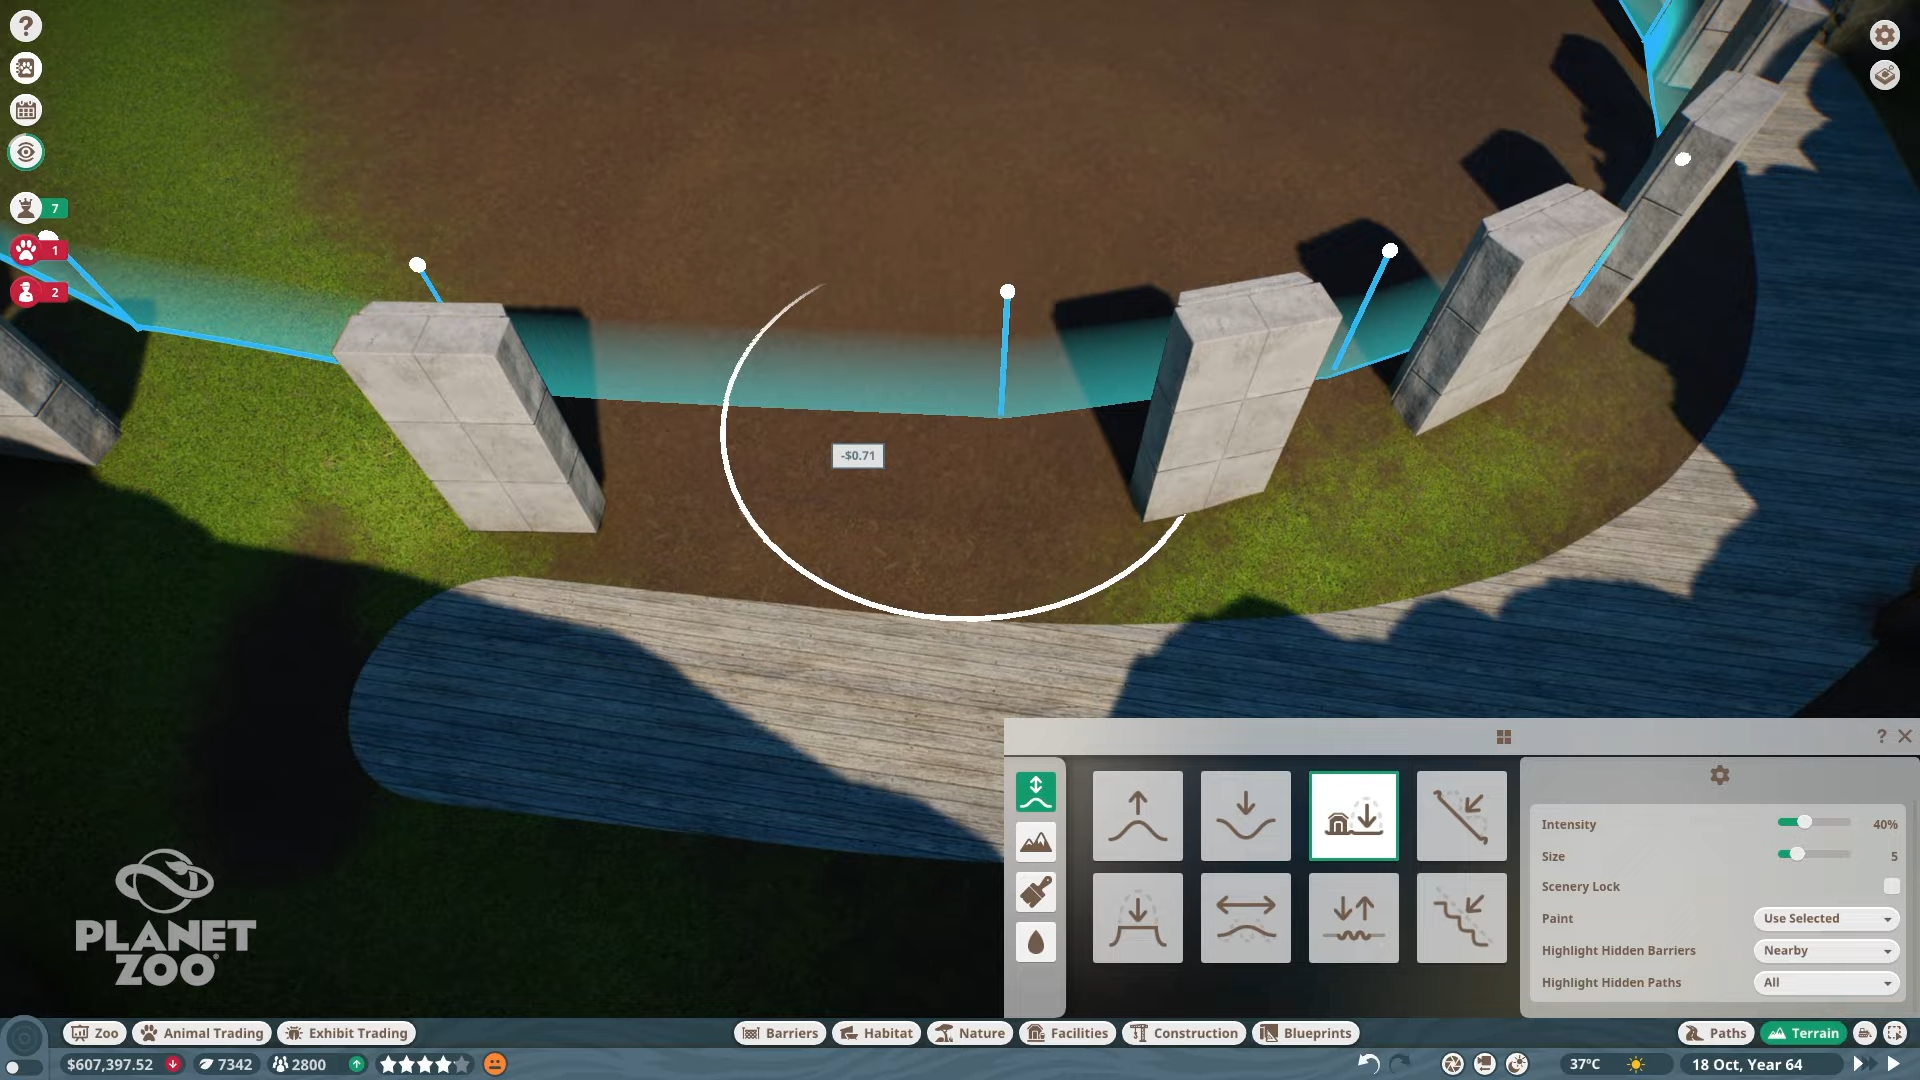 ?
7
1
2
-$0.71
?
Intensity 40%
Size 5
Scenery Lock
Paint Use Selected
Highlight Hidden Barriers Nearby
Highlight Hidden Paths All
PLANET
ZOO
Zoo Animal Trading Exhibit Trading Barriers Habitat Nature Facilities Construction Blueprints Paths Terrain
$607,397.52 7342 2800 37°C 18 Oct, Year 64